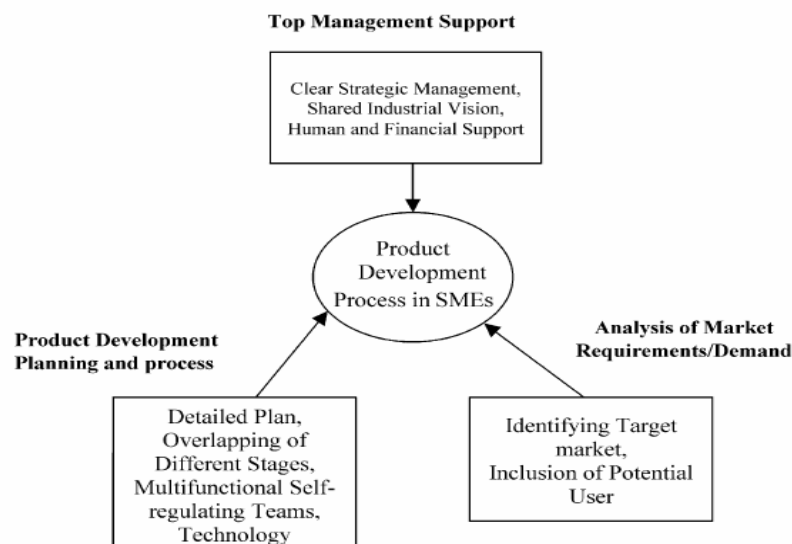 Top Management Support
Clear Strategic Management,
Shared Industrial Vision,
Human and Financial Support
Product
Development
Process in SMEs
Product Development
Planning and process
Analysis of Market
Requirements/Demand
Detailed Plan,
Overlapping of
Different Stages,
Multifunctional Self-
regulating Teams,
Technology
Identifying Target
market,
Inclusion of Potential
User